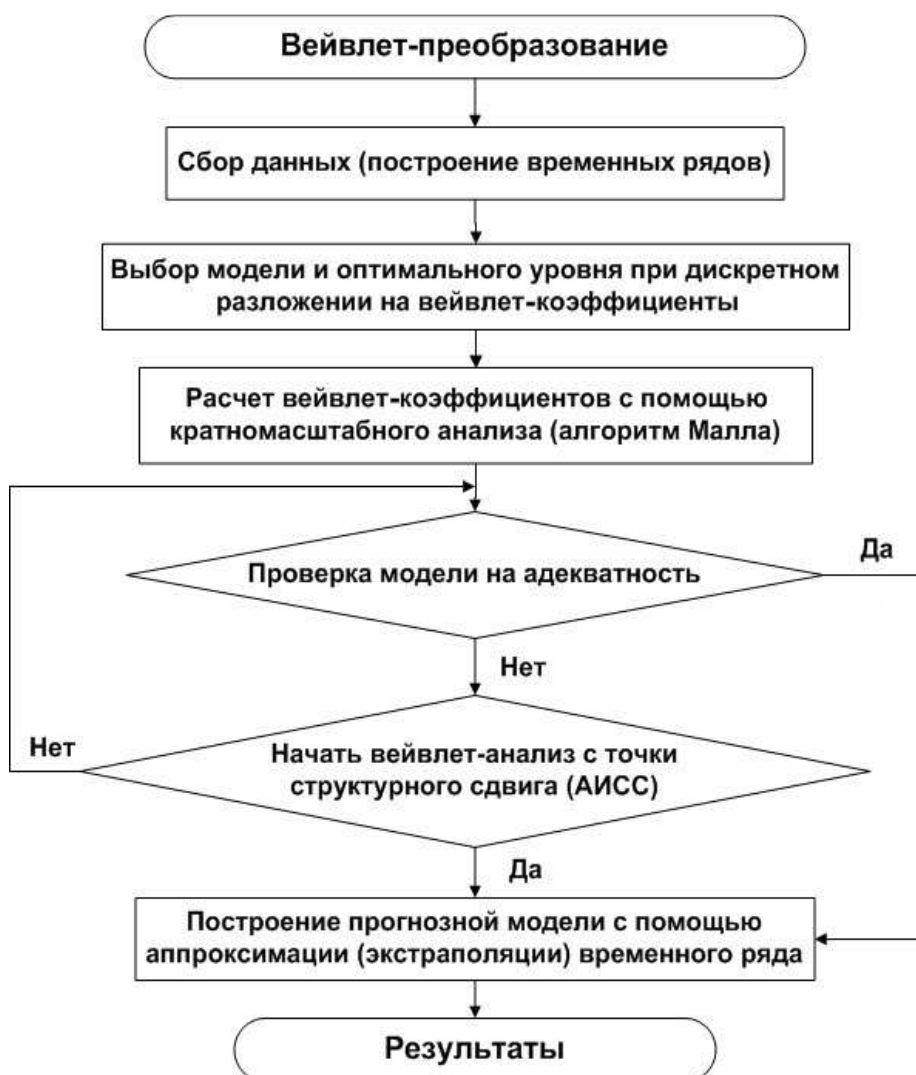 Вейвлет-преобразование
Сбор данных (построение временных рядов)
Выбор модели и оптимального уровня при дискретном
разложении на вейвлет-коэффициенты
Расчет вейвлет-коэффициентов с помощью
кратномасштабного анализа (алгоритм Малла)
Да
Проверка модели на адекватность
Нет
Нет
Начать вейвлет-анализ с точки
структурного сдвига (АИСС)
Да
Построение прогнозной модели с помощью
аппроксимации (экстраполяции) временного ряда
Результаты